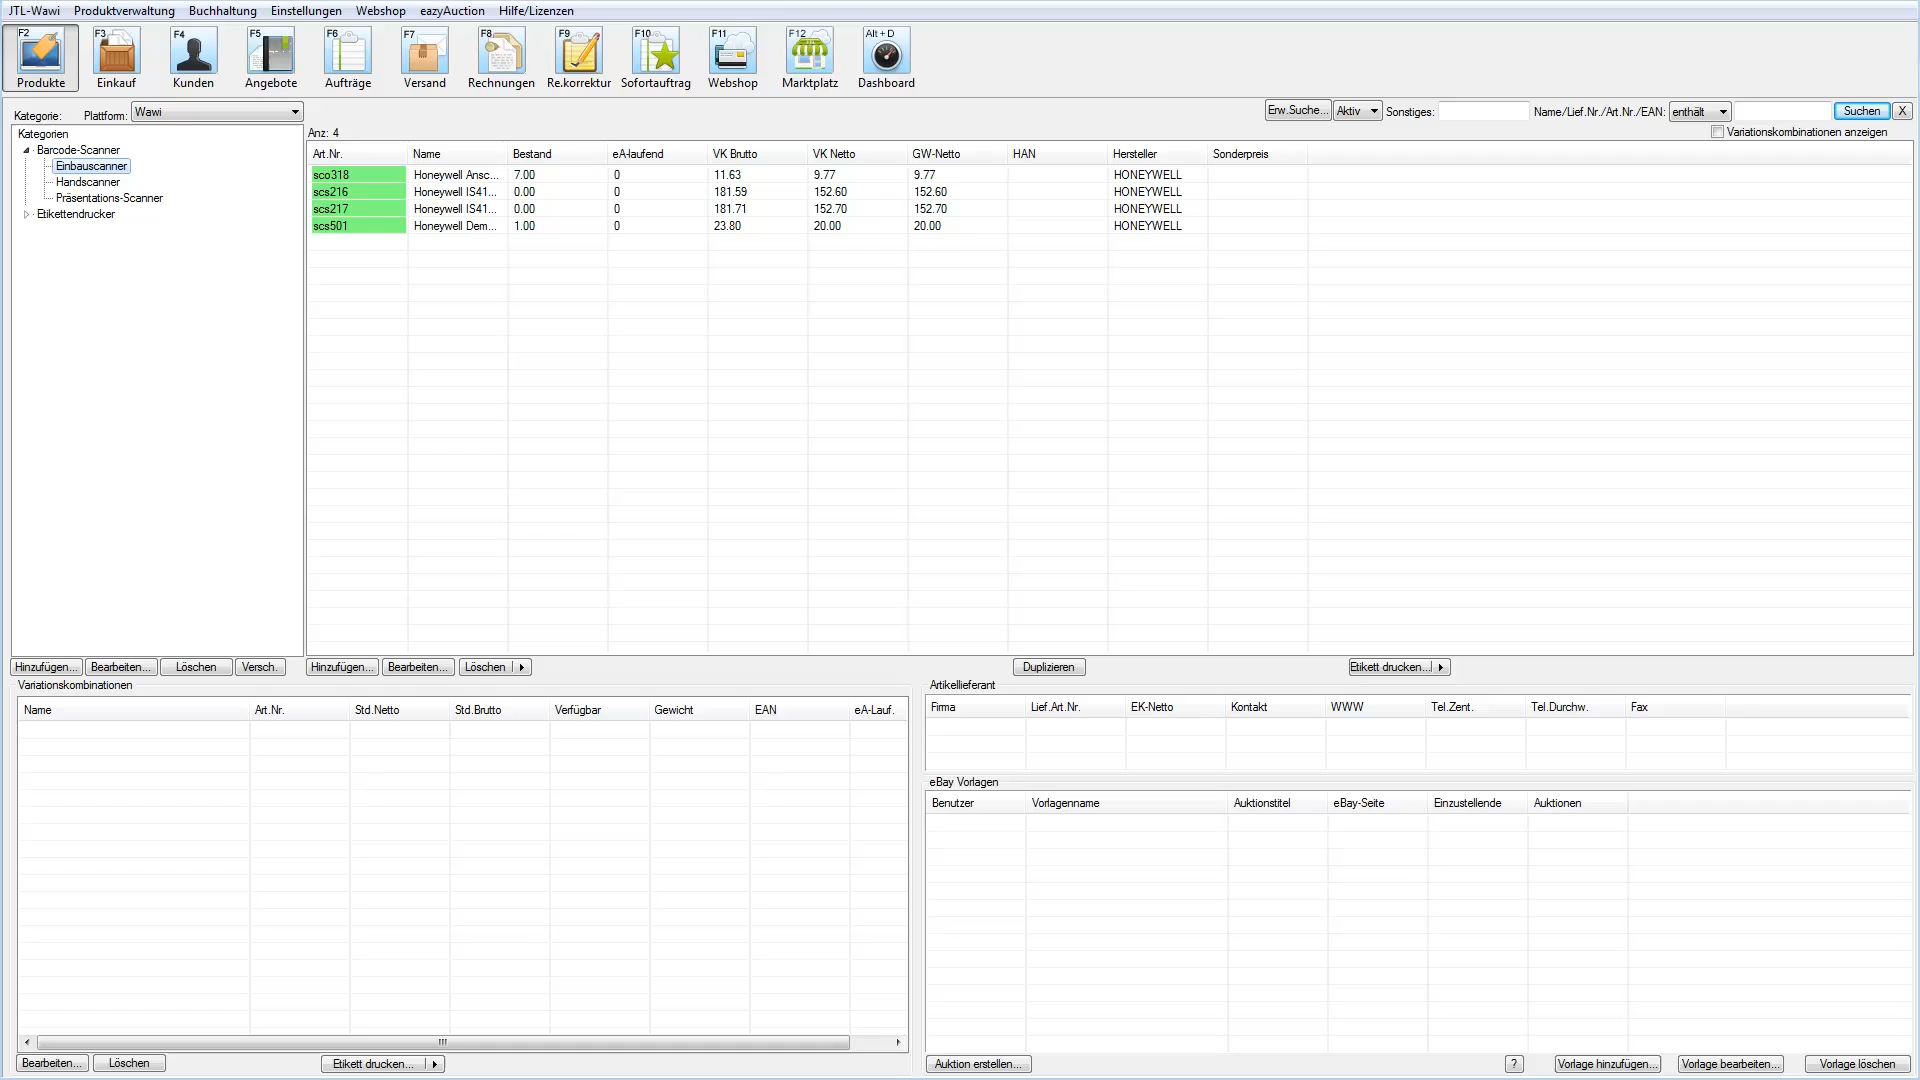 JTL-Wawi Produktverwaltung Buchhaltung Einstellungen Webshop eazyAuction Hilfe/Lizenzen
F2 F3 F4 F5 F6 F7 F8 F9 F10 F11 F12 Alt + D
Produkte Einkauf Kunden Angebote Aufträge Versand Rechnungen Re.korrektur Sofortauftrag Webshop Marktplatz Dashboard
Kategorie: Plattform: Wawi Erw.Suche... Aktiv Sonstiges: Name/Lief.Nr./Art.Nr./EAN: enthält Suchen X
Variationskombinationen anzeigen
Kategorien
Barcode-Scanner
Einbauscanner
Handscanner
Präsentations-Scanner
Etikettendrucker
Anz: 4
Art.Nr. Name Bestand eA-laufend VK Brutto VK Netto GW-Netto HAN Hersteller Sonderpreis
sco318 Honeywell Ansc... 7.00 0 11.63 9.77 9.77 HONEYWELL
scs216 Honeywell IS41... 0.00 0 181.59 152.60 152.60 HONEYWELL
scs217 Honeywell IS41... 0.00 0 181.71 152.70 152.70 HONEYWELL
scs501 Honeywell Dem... 1.00 0 23.80 20.00 20.00 HONEYWELL
Hinzufügen... Bearbeiten... Löschen Versch. Hinzufügen... Bearbeiten... Löschen Duplizieren Etikett drucken...
Variationskombinationen
Name Art.Nr. Std.Netto Std.Brutto Verfügbar Gewicht EAN eA-Lauf.
Bearbeiten... Löschen Etikett drucken...
Artikellieferant
Firma Lief.Art.Nr. EK-Netto Kontakt WWW Tel.Zent. Tel.Durchw. Fax
eBay Vorlagen
Benutzer Vorlagenname Auktionstitel eBay-Seite Einzustellende Auktionen
Auktion erstellen... ? Vorlage hinzufügen... Vorlage bearbeiten... Vorlage löschen